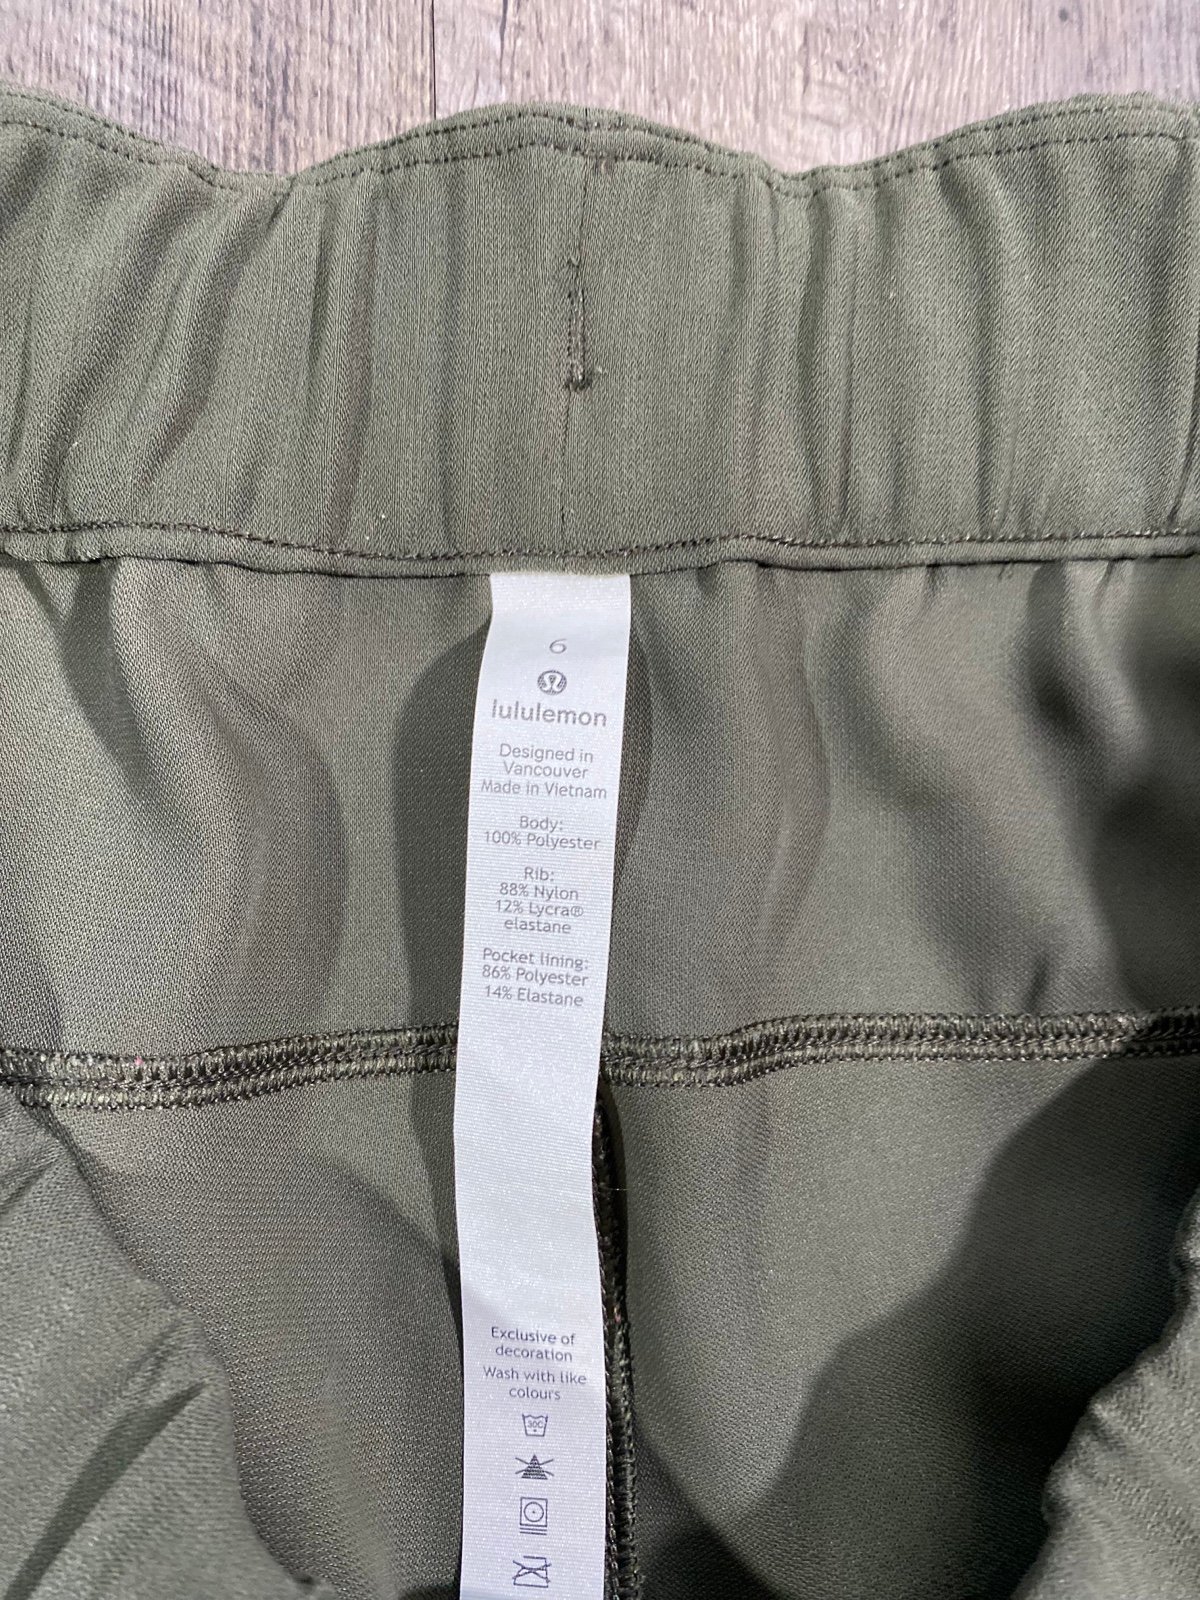 6
lululemon
Designed in
Vancouver
Made in Vietnam
Body:
100% Polyester
Rib:
88% Nylon
12% Lycra®
elastane
Pocket lining:
86% Polyester
14% Elastane
Exclusive of
decoration
Wash with like
colours
30C